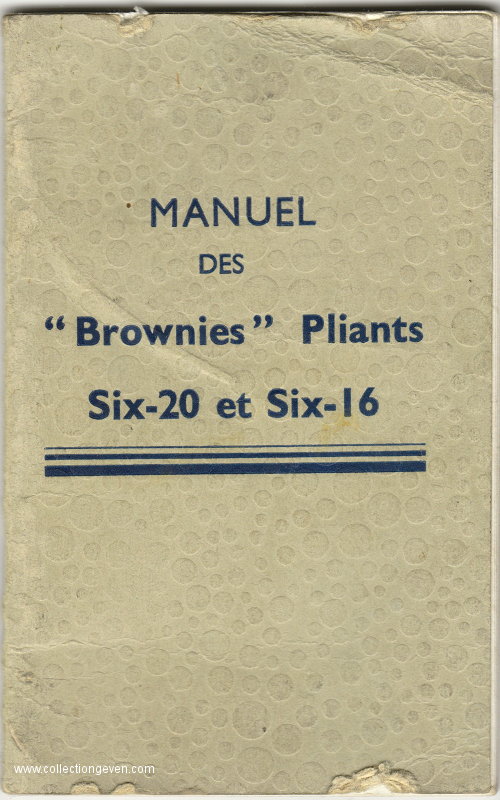 MANUEL
DES
“Brownies” Pliants
Six-20 et Six-16
www.collectiongeven.com